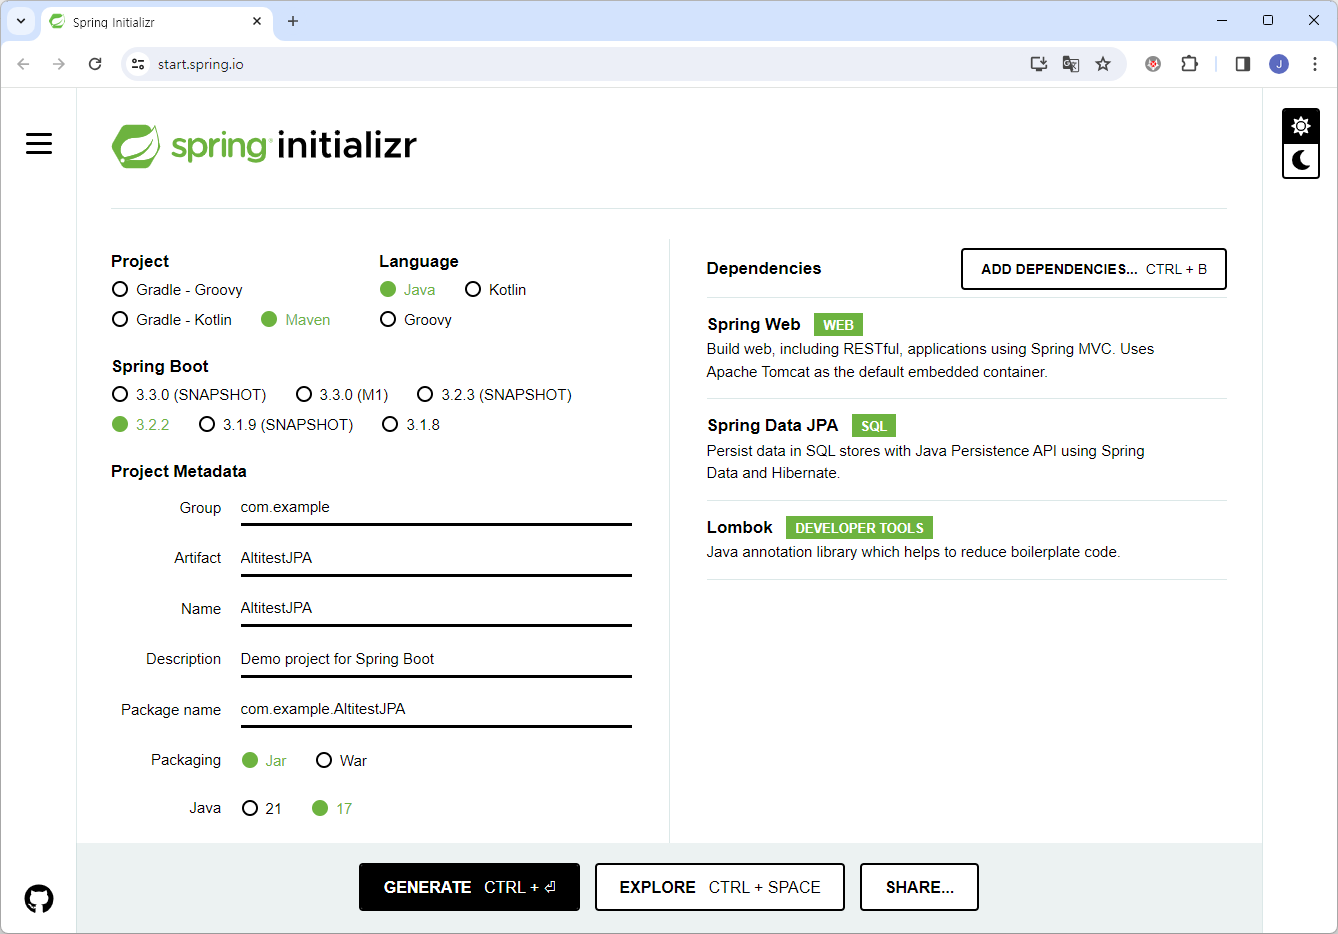 Spring Initializr
start.spring.io
J
spring initializr
Project
Gradle - Groovy
Gradle - Kotlin Maven
Language
Java Kotlin
Groovy
Spring Boot
3.3.0 (SNAPSHOT) 3.3.0 (M1) 3.2.3 (SNAPSHOT)
3.2.2 3.1.9 (SNAPSHOT) 3.1.8
Project Metadata
Group com.example
Artifact AltitestJPA
Name AltitestJPA
Description Demo project for Spring Boot
Package name com.example.AltitestJPA
Packaging Jar War
Java 21 17
Dependencies ADD DEPENDENCIES... CTRL + B
Spring Web WEB
Build web, including RESTful, applications using Spring MVC. Uses
Apache Tomcat as the default embedded container.
Spring Data JPA SQL
Persist data in SQL stores with Java Persistence API using Spring
Data and Hibernate.
Lombok DEVELOPER TOOLS
Java annotation library which helps to reduce boilerplate code.
GENERATE CTRL + ⏎ EXPLORE CTRL + SPACE SHARE...